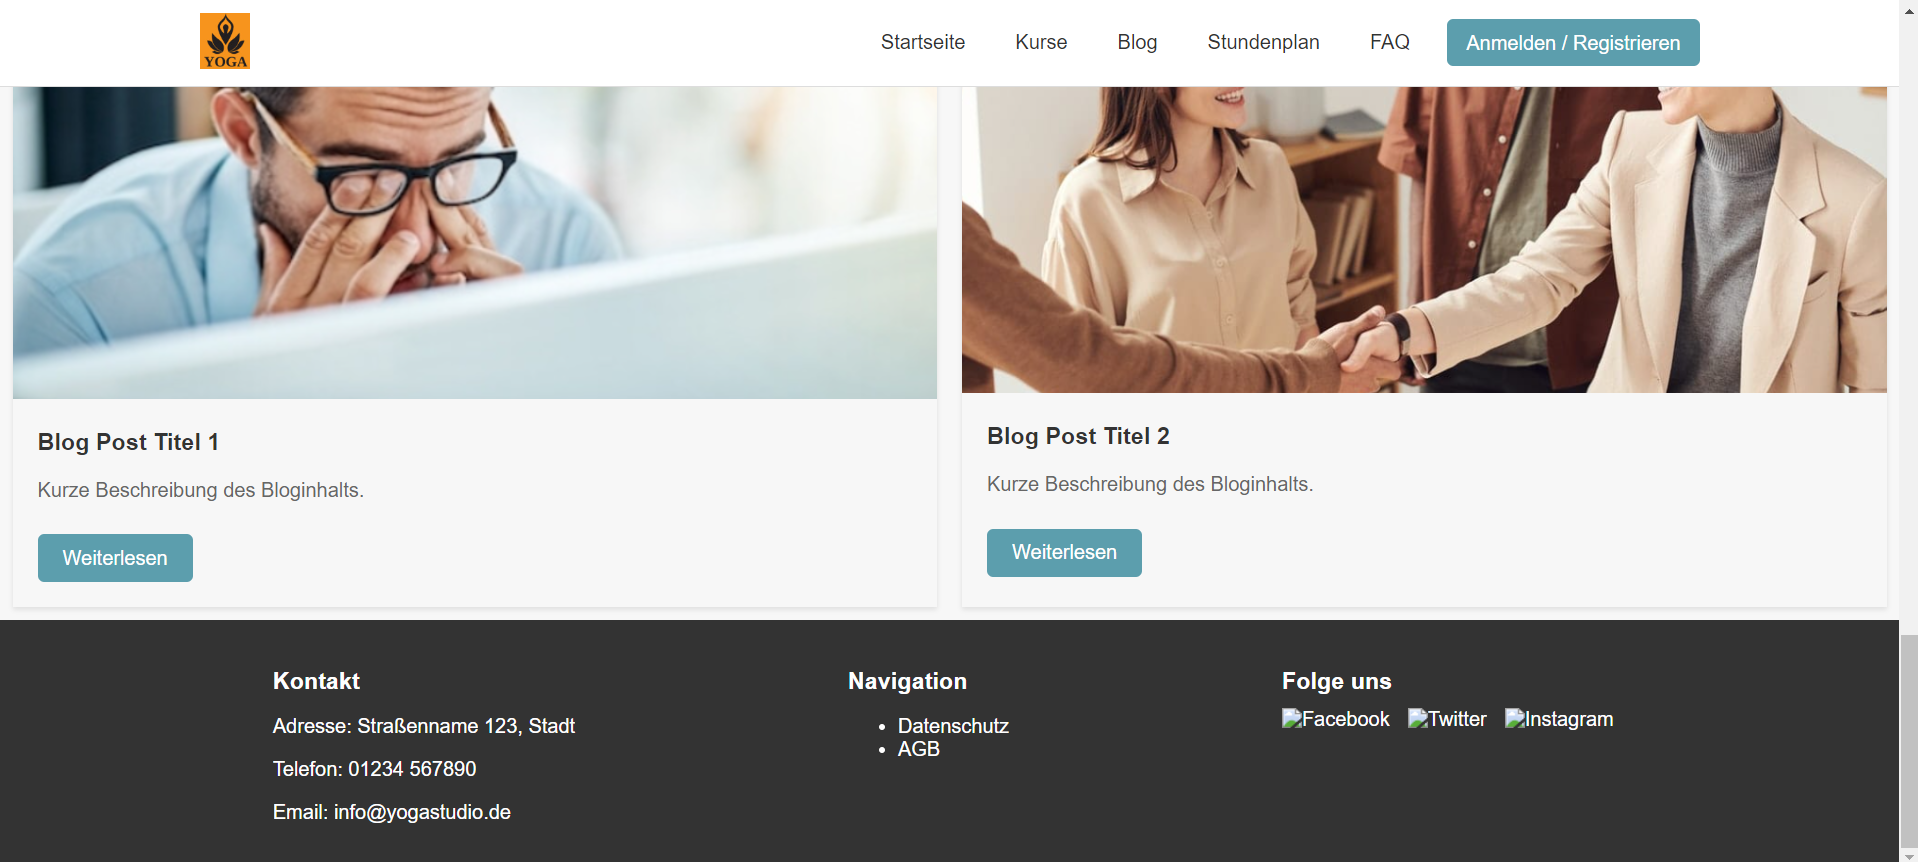 YOGA
Startseite
Kurse
Blog
Stundenplan
FAQ
Anmelden / Registrieren
Blog Post Titel 1
Kurze Beschreibung des Bloginhalts.
Weiterlesen
Blog Post Titel 2
Kurze Beschreibung des Bloginhalts.
Weiterlesen
Kontakt
Adresse: Straßenname 123, Stadt
Telefon: 01234 567890
Email: info@yogastudio.de
Navigation
Datenschutz
AGB
Folge uns
Facebook
Twitter
Instagram